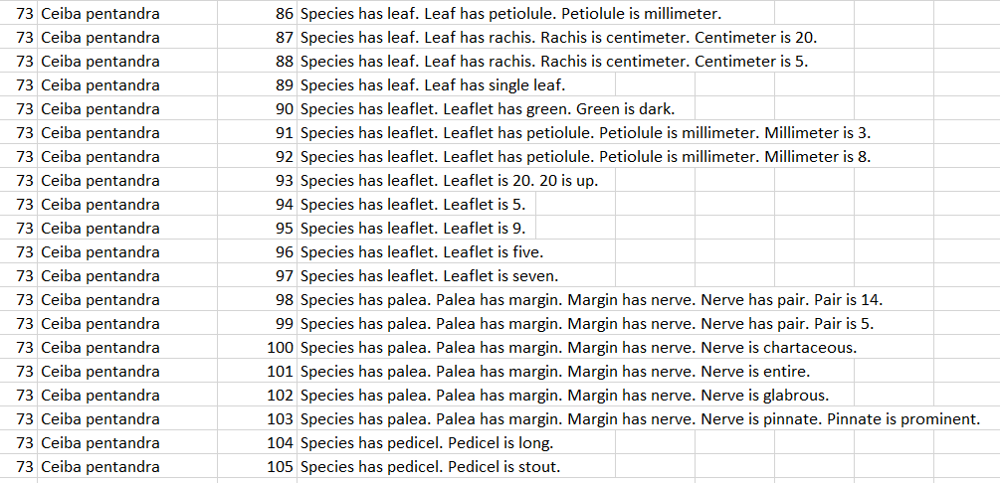 73 Ceiba pentandra 86 Species has leaf. Leaf has petiolule. Petiolule is millimeter.
73 Ceiba pentandra 87 Species has leaf. Leaf has rachis. Rachis is centimeter. Centimeter is 20.
73 Ceiba pentandra 88 Species has leaf. Leaf has rachis. Rachis is centimeter. Centimeter is 5.
73 Ceiba pentandra 89 Species has leaf. Leaf has single leaf.
73 Ceiba pentandra 90 Species has leaflet. Leaflet has green. Green is dark.
73 Ceiba pentandra 91 Species has leaflet. Leaflet has petiolule. Petiolule is millimeter. Millimeter is 3.
73 Ceiba pentandra 92 Species has leaflet. Leaflet has petiolule. Petiolule is millimeter. Millimeter is 8.
73 Ceiba pentandra 93 Species has leaflet. Leaflet is 20. 20 is up.
73 Ceiba pentandra 94 Species has leaflet. Leaflet is 5.
73 Ceiba pentandra 95 Species has leaflet. Leaflet is 9.
73 Ceiba pentandra 96 Species has leaflet. Leaflet is five.
73 Ceiba pentandra 97 Species has leaflet. Leaflet is seven.
73 Ceiba pentandra 98 Species has palea. Palea has margin. Margin has nerve. Nerve has pair. Pair is 14.
73 Ceiba pentandra 99 Species has palea. Palea has margin. Margin has nerve. Nerve has pair. Pair is 5.
73 Ceiba pentandra 100 Species has palea. Palea has margin. Margin has nerve. Nerve is chartaceous.
73 Ceiba pentandra 101 Species has palea. Palea has margin. Margin has nerve. Nerve is entire.
73 Ceiba pentandra 102 Species has palea. Palea has margin. Margin has nerve. Nerve is glabrous.
73 Ceiba pentandra 103 Species has palea. Palea has margin. Margin has nerve. Nerve is pinnate. Pinnate is prominent.
73 Ceiba pentandra 104 Species has pedicel. Pedicel is long.
73 Ceiba pentandra 105 Species has pedicel. Pedicel is stout.